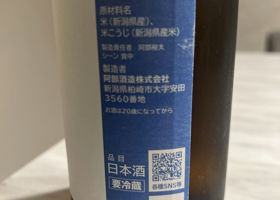 原材料名
米(新潟県産)、
米こうじ(新潟県産米)
製造責任者 阿部裕太
シーン 貴中
製造者
阿部酒造株式会社
新潟県柏崎市大字安田
3560番地
お酒は20歳になってから
品目
日本酒
要冷蔵
各種SNS等